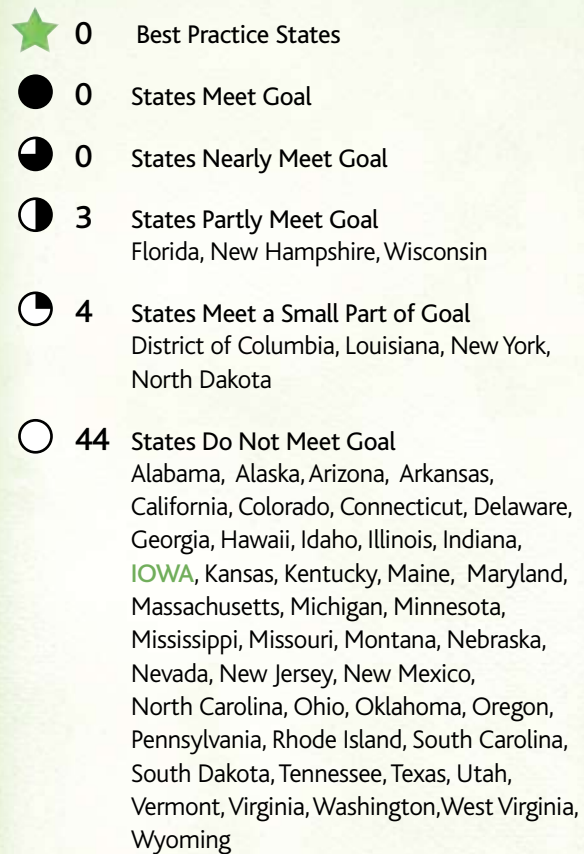 0 Best Practice States
0 States Meet Goal
0 States Nearly Meet Goal
3 States Partly Meet Goal
Florida, New Hampshire, Wisconsin
4 States Meet a Small Part of Goal
District of Columbia, Louisiana, New York,
North Dakota
44 States Do Not Meet Goal
Alabama, Alaska, Arizona, Arkansas,
California, Colorado, Connecticut, Delaware,
Georgia, Hawaii, Idaho, Illinois, Indiana,
IOWA, Kansas, Kentucky, Maine, Maryland,
Massachusetts, Michigan, Minnesota,
Mississippi, Missouri, Montana, Nebraska,
Nevada, New Jersey, New Mexico,
North Carolina, Ohio, Oklahoma, Oregon,
Pennsylvania, Rhode Island, South Carolina,
South Dakota, Tennessee, Texas, Utah,
Vermont, Virginia, Washington,West Virginia,
Wyoming